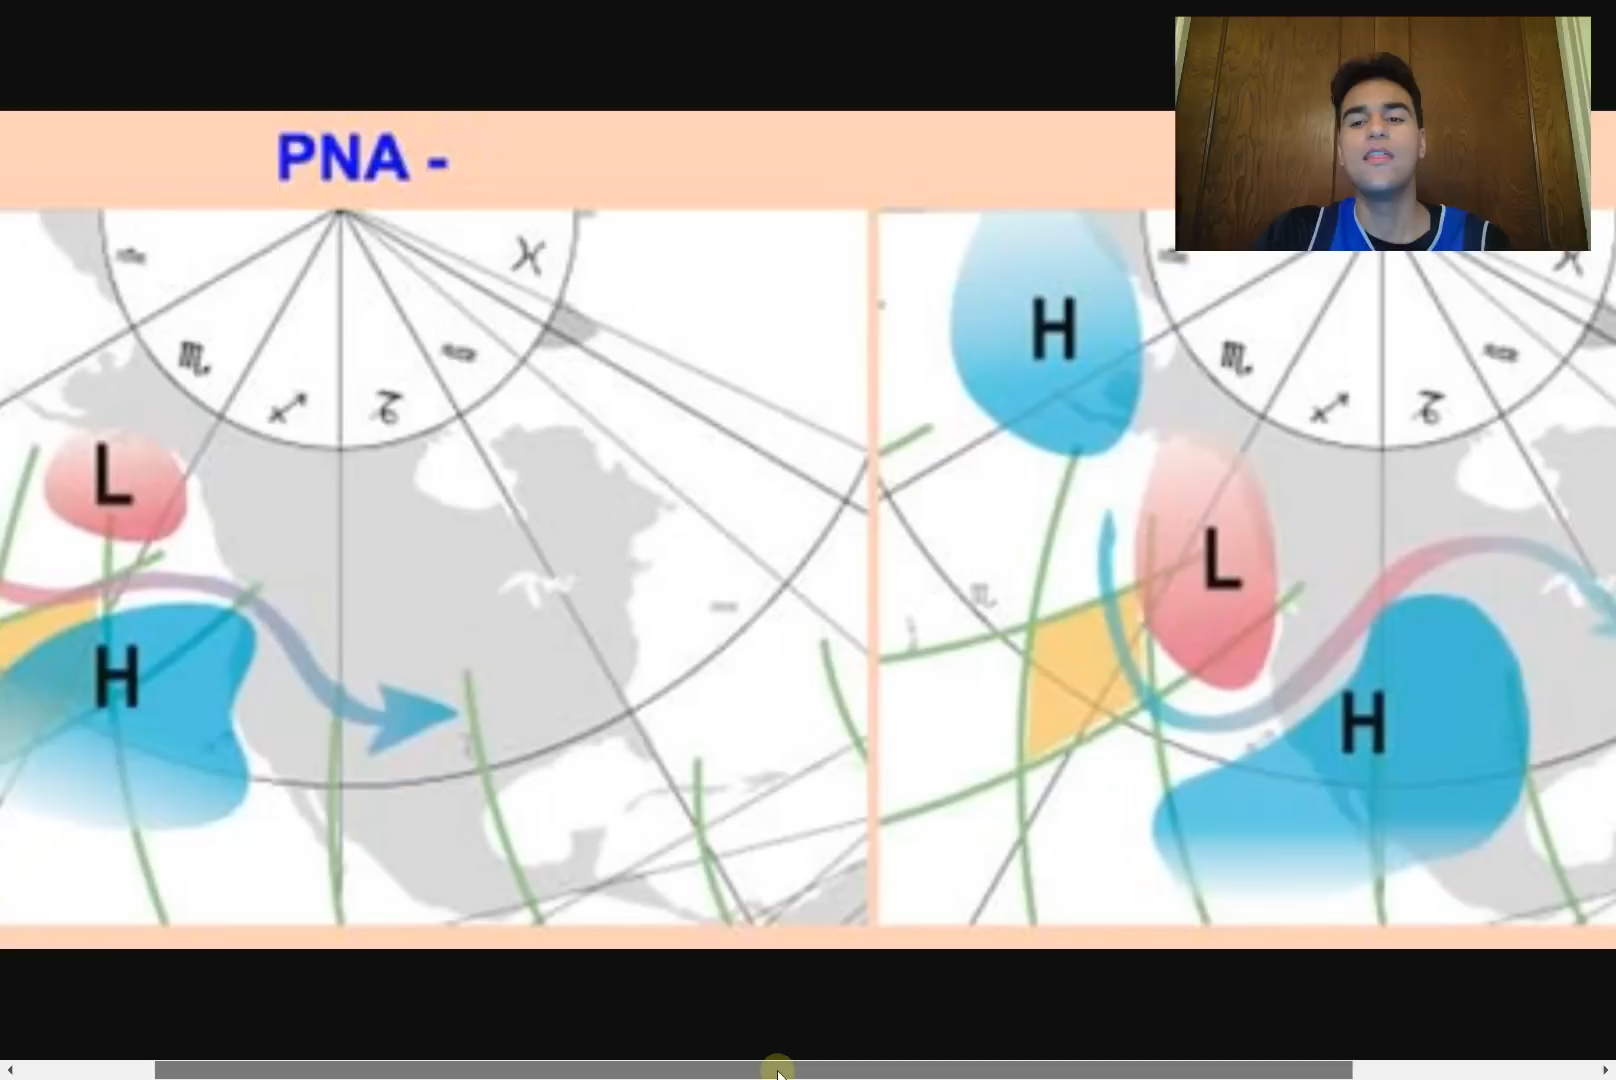 PNA -
H
♓
♏
♒
♐
♑
L
H
♓
♏
♒
♐
♑
L
H